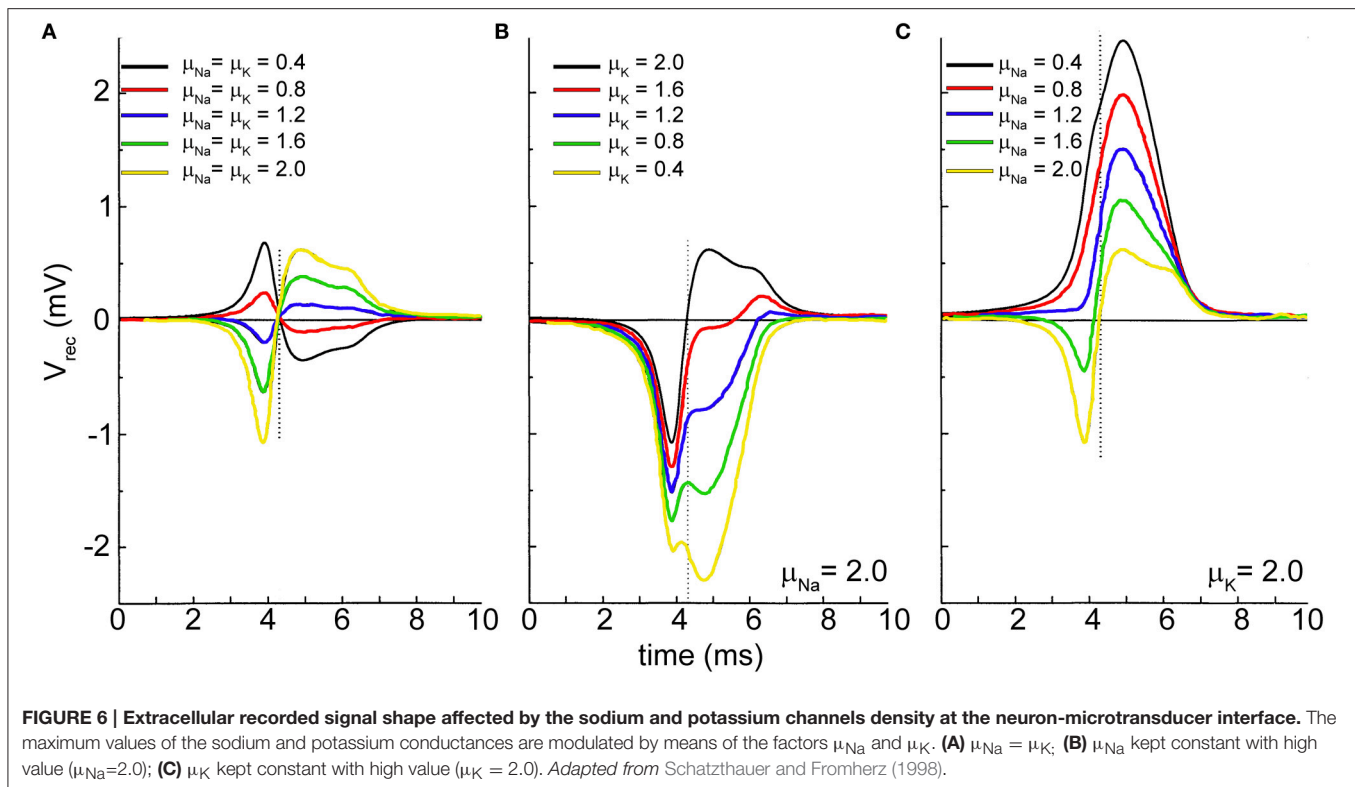 A
μNa= μK = 0.4
μNa= μK = 0.8
μNa= μK = 1.2
μNa= μK = 1.6
μNa= μK = 2.0
B
μK = 2.0
μK = 1.6
μK = 1.2
μK = 0.8
μK = 0.4
C
μNa = 0.4
μNa = 0.8
μNa = 1.2
μNa = 1.6
μNa = 2.0
2
1
0
-1
-2
Vrec (mV)
μNa= 2.0
μK = 2.0
0 2 4 6 8 10
0 2 4 6 8 10
0 2 4 6 8 10
time (ms)
FIGURE 6 | Extracellular recorded signal shape affected by the sodium and potassium channels density at the neuron-microtransducer interface. The
maximum values of the sodium and potassium conductances are modulated by means of the factors μNa and μK. (A) μNa = μK; (B) μNa kept constant with high
value (μNa=2.0); (C) μK kept constant with high value (μK = 2.0). Adapted from Schatzthauer and Fromherz (1998).